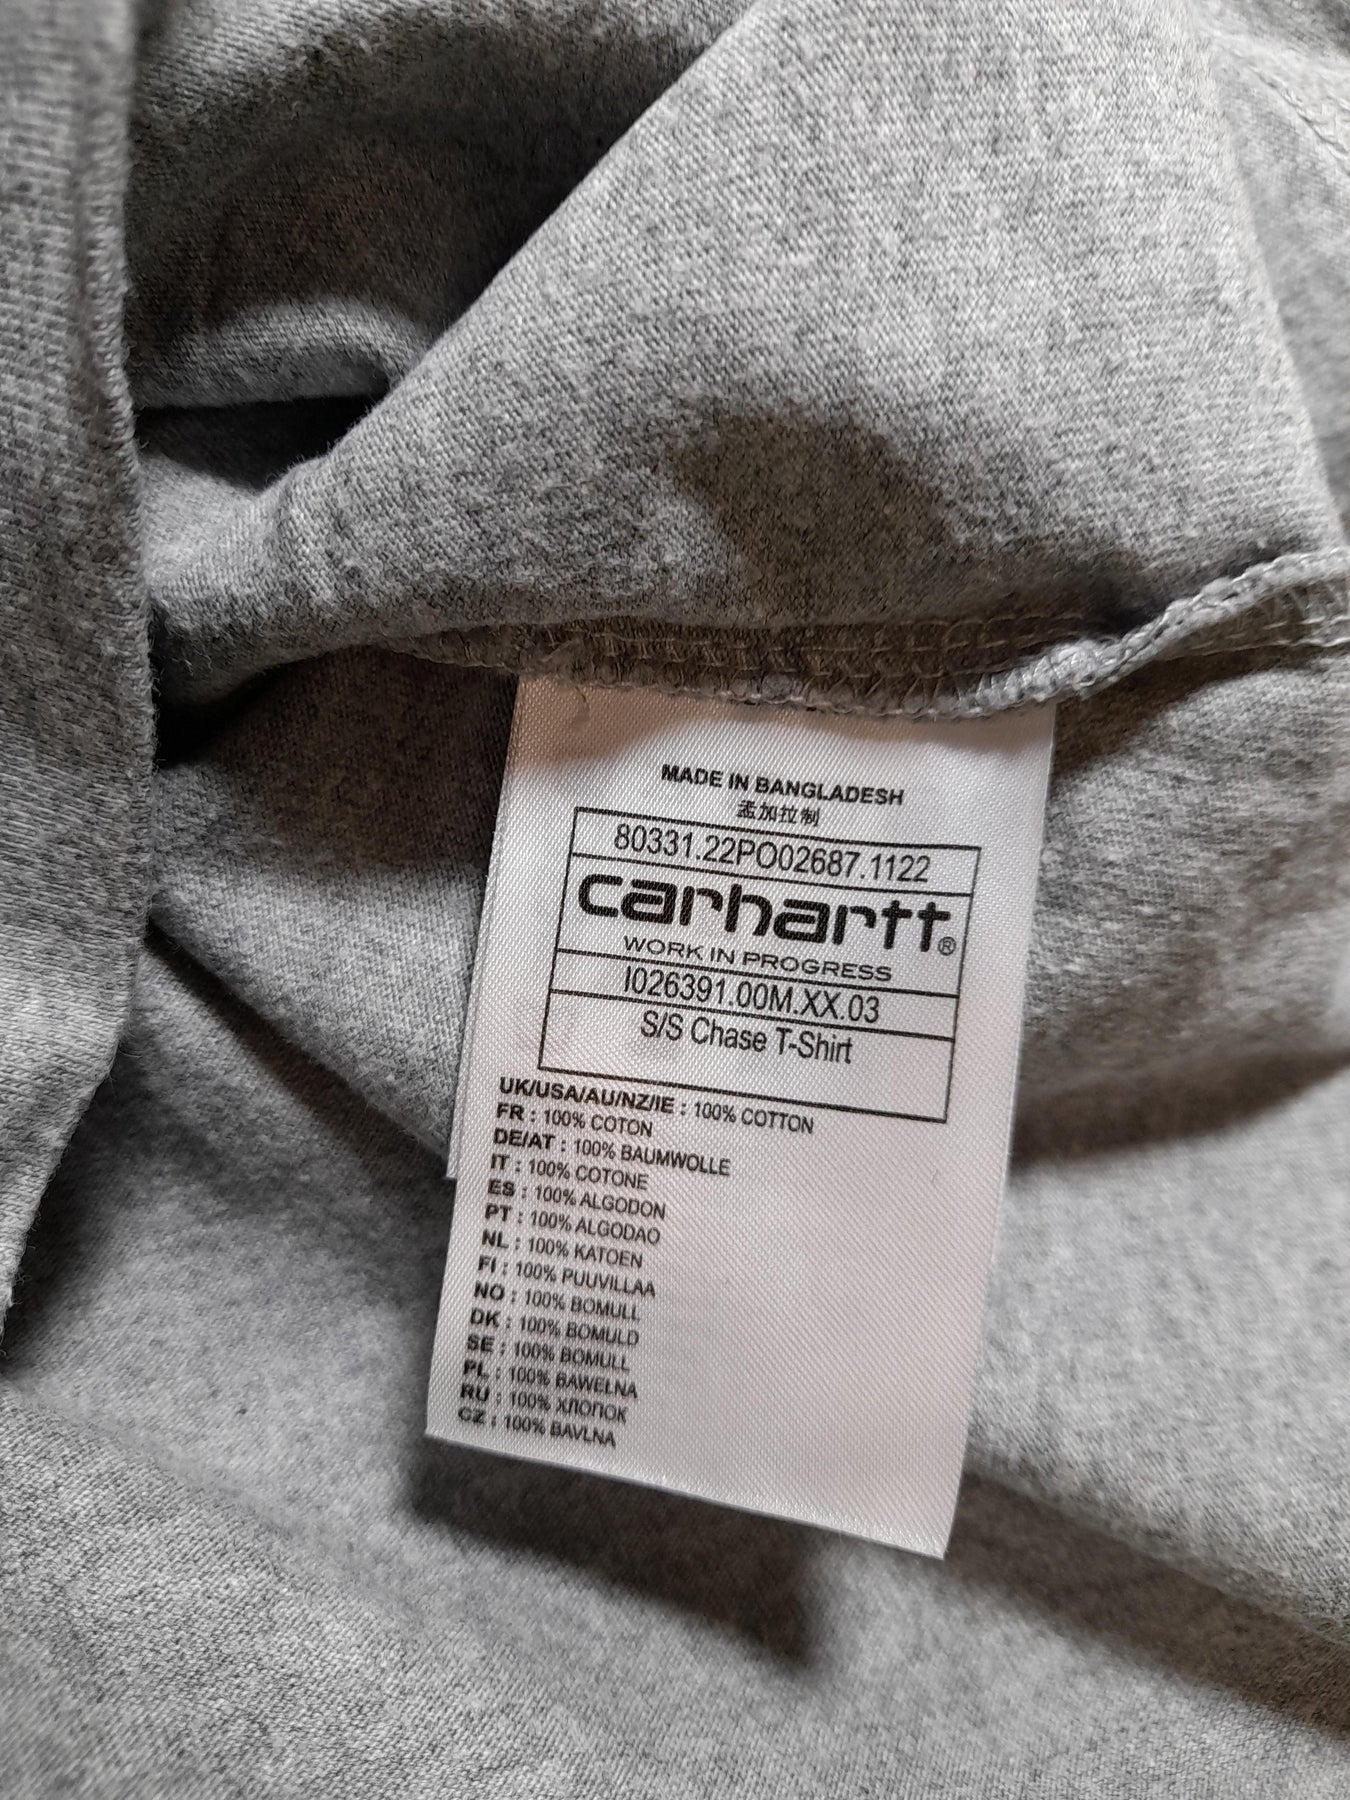 MADE IN BANGLADESH
孟加拉制
80331.22PO02687.1122
carhartt®
WORK IN PROGRESS
I026391.00M.XX.03
S/S Chase T-Shirt
UK/USA/AU/NZ/IE : 100% COTTON
FR : 100% COTON
DE/AT : 100% BAUMWOLLE
IT : 100% COTONE
ES : 100% ALGODON
PT : 100% ALGODAO
NL : 100% KATOEN
FI : 100% PUUVILLAA
NO : 100% BOMULL
DK : 100% BOMULD
SE : 100% BOMULL
PL : 100% BAWEŁNA
RU : 100% ХЛОПОК
CZ : 100% BAVLNA